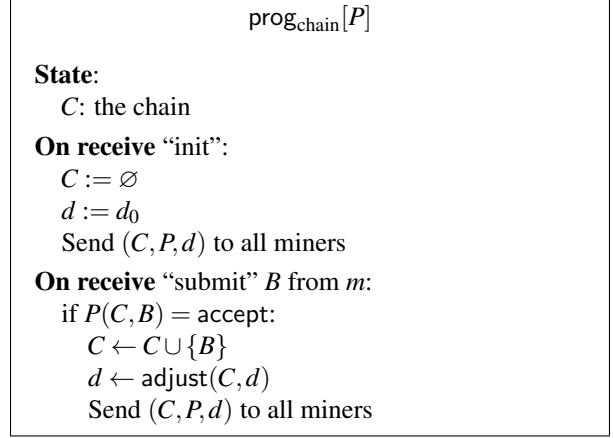 prog_chain[P]
State:
C: the chain
On receive “init”:
C := ∅
d := d_0
Send (C,P,d) to all miners
On receive “submit” B from m:
if P(C,B) = accept:
C ← C ∪ {B}
d ← adjust(C,d)
Send (C,P,d) to all miners